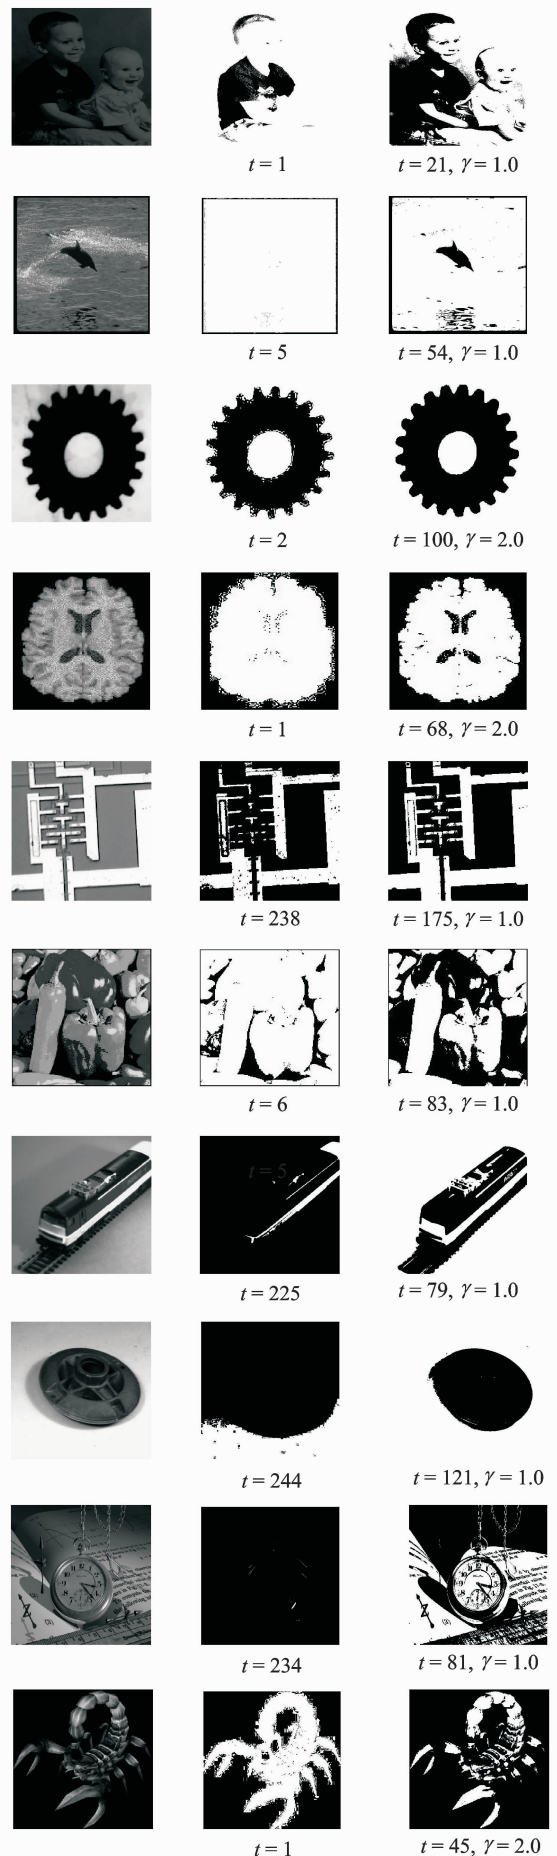 t = 1
t = 21, γ = 1.0
t = 5
t = 54, γ = 1.0
t = 2
t = 100, γ = 2.0
t = 1
t = 68, γ = 2.0
t = 238
t = 175, γ = 1.0
t = 6
t = 83, γ = 1.0
t = 5
t = 225
t = 79, γ = 1.0
t = 244
t = 121, γ = 1.0
t = 234
t = 81, γ = 1.0
t = 1
t = 45, γ = 2.0